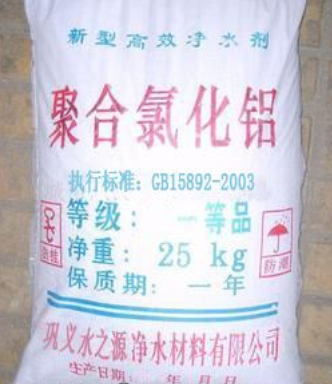 新型高效净水剂
聚合氯化铝
执行标准：GB15892-2003
等级：一等品
净重：25 kg
保质期：一年
防潮
巩义水之源净水材料有限公司
生产日期： 年 月 日